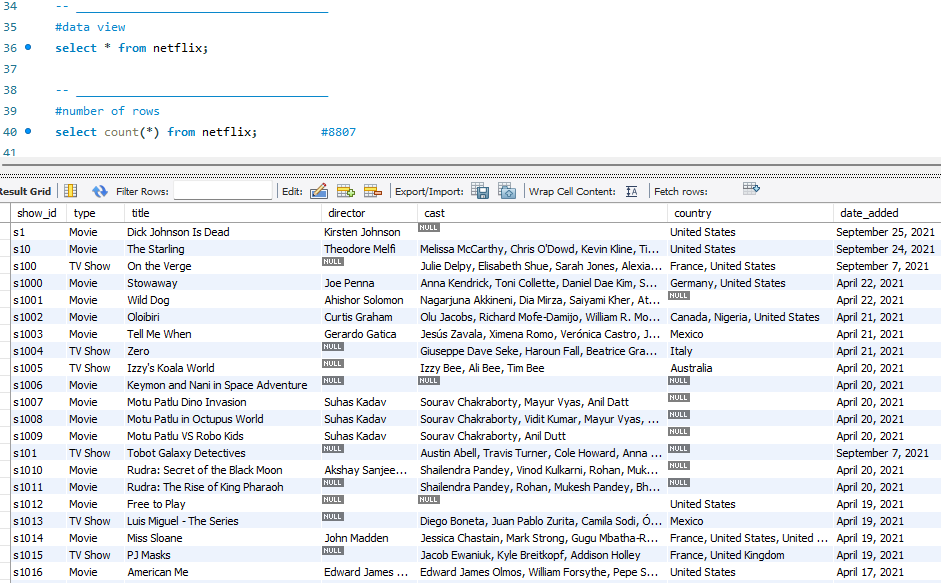 34 -- ____________________________________
35 #data view
36 select * from netflix;
37
38 -- ____________________________________
39 #number of rows
40 select count(*) from netflix; #8807
41
Result Grid Filter Rows: Edit: Export/Import: Wrap Cell Content: IA Fetch rows:
show_id type title director cast country date_added
s1 Movie Dick Johnson Is Dead Kirsten Johnson NULL United States September 25, 2021
s10 Movie The Starling Theodore Melfi Melissa McCarthy, Chris O'Dowd, Kevin Kline, Ti... United States September 24, 2021
s100 TV Show On the Verge NULL Julie Delpy, Elisabeth Shue, Sarah Jones, Alexia... France, United States September 7, 2021
s1000 Movie Stowaway Joe Penna Anna Kendrick, Toni Collette, Daniel Dae Kim, S... Germany, United States April 22, 2021
s1001 Movie Wild Dog Ahishor Solomon Nagarjuna Akkineni, Dia Mirza, Saiyami Kher, At... NULL April 22, 2021
s1002 Movie Oloibiri Curtis Graham Olu Jacobs, Richard Mofe-Damijo, William R. Mo... Canada, Nigeria, United States April 21, 2021
s1003 Movie Tell Me When Gerardo Gatica Jesús Zavala, Ximena Romo, Verónica Castro, J... Mexico April 21, 2021
s1004 TV Show Zero NULL Giuseppe Dave Seke, Haroun Fall, Beatrice Gra... Italy April 21, 2021
s1005 TV Show Izzy's Koala World NULL Izzy Bee, Ali Bee, Tim Bee Australia April 20, 2021
s1006 Movie Keymon and Nani in Space Adventure NULL NULL NULL April 20, 2021
s1007 Movie Motu Patlu Dino Invasion Suhas Kadav Sourav Chakraborty, Mayur Vyas, Anil Datt NULL April 20, 2021
s1008 Movie Motu Patlu in Octupus World Suhas Kadav Sourav Chakraborty, Vidit Kumar, Mayur Vyas, ... NULL April 20, 2021
s1009 Movie Motu Patlu VS Robo Kids Suhas Kadav Sourav Chakraborty, Anil Dutt NULL April 20, 2021
s101 TV Show Tobot Galaxy Detectives NULL Austin Abell, Travis Turner, Cole Howard, Anna ... NULL September 7, 2021
s1010 Movie Rudra: Secret of the Black Moon Akshay Sanjee... Shailendra Pandey, Vinod Kulkarni, Rohan, Muk... NULL April 20, 2021
s1011 Movie Rudra: The Rise of King Pharaoh NULL Shailendra Pandey, Rohan, Mukesh Pandey, Bh... NULL April 20, 2021
s1012 Movie Free to Play NULL NULL United States April 19, 2021
s1013 TV Show Luis Miguel - The Series NULL Diego Boneta, Juan Pablo Zurita, Camila Sodi, Ó... Mexico April 19, 2021
s1014 Movie Miss Sloane John Madden Jessica Chastain, Mark Strong, Gugu Mbatha-R... France, United States, United ... April 19, 2021
s1015 TV Show PJ Masks NULL Jacob Ewaniuk, Kyle Breitkopf, Addison Holley France, United Kingdom April 19, 2021
s1016 Movie American Me Edward James ... Edward James Olmos, William Forsythe, Pepe S... United States April 17, 2021